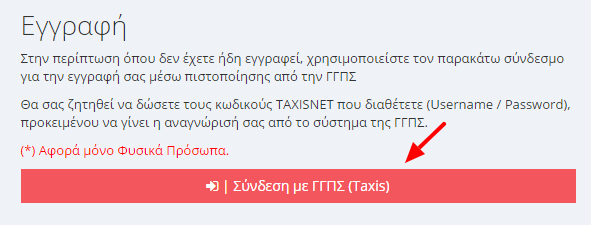 Εγγραφή
Στην περίπτωση όπου δεν έχετε ήδη εγγραφεί, χρησιμοποιείστε τον παρακάτω σύνδεσμο
για την εγγραφή σας μέσω πιστοποίησης από την ΓΓΠΣ
Θα σας ζητηθεί να δώσετε τους κωδικούς TAXISNET που διαθέτετε (Username / Password),
προκειμένου να γίνει η αναγνώρισή σας από το σύστημα της ΓΓΠΣ.
(*) Αφορά μόνο Φυσικά Πρόσωπα.
| Σύνδεση με ΓΓΠΣ (Taxis)